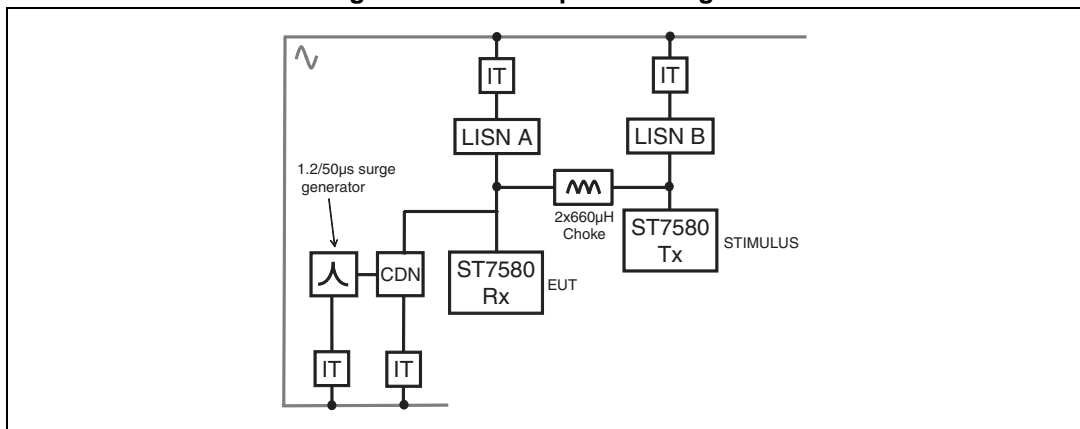 IT
IT
LISN A
LISN B
1.2/50µs surge
generator
2x660µH
Choke
ST7580
Tx
STIMULUS
CDN
ST7580
Rx
EUT
IT
IT